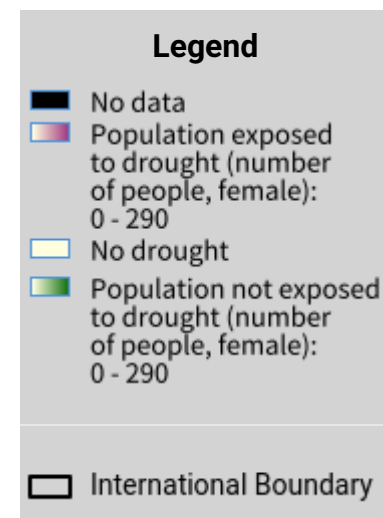 Legend
No data
Population exposed
to drought (number
of people, female):
0 - 290
No drought
Population not exposed
to drought (number
of people, female):
0 - 290
International Boundary